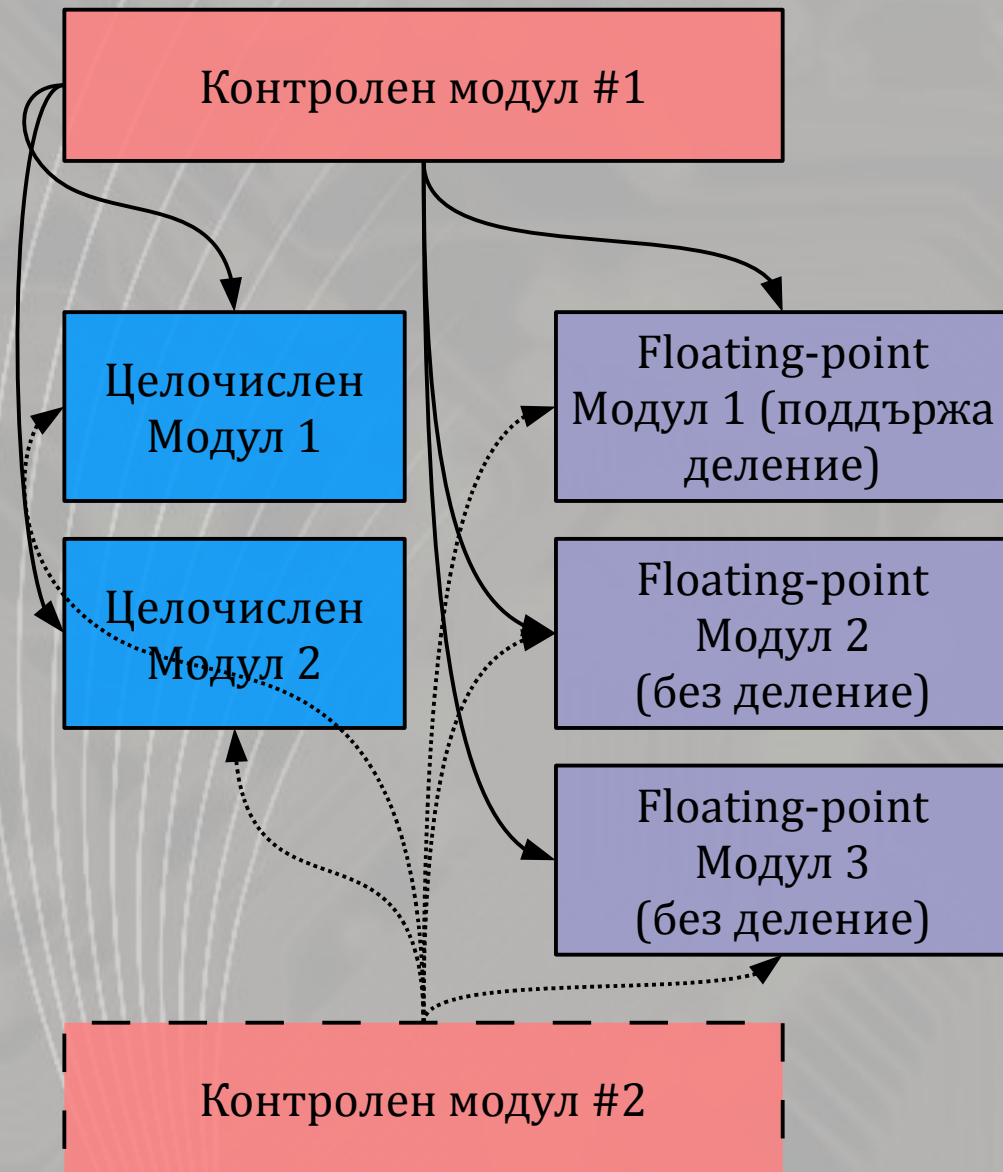 Контролен модул #1
Целочислен
Модул 1
Floating-point
Модул 1 (поддържа
деление)
Целочислен
Модул 2
Floating-point
Модул 2
(без деление)
Floating-point
Модул 3
(без деление)
Контролен модул #2